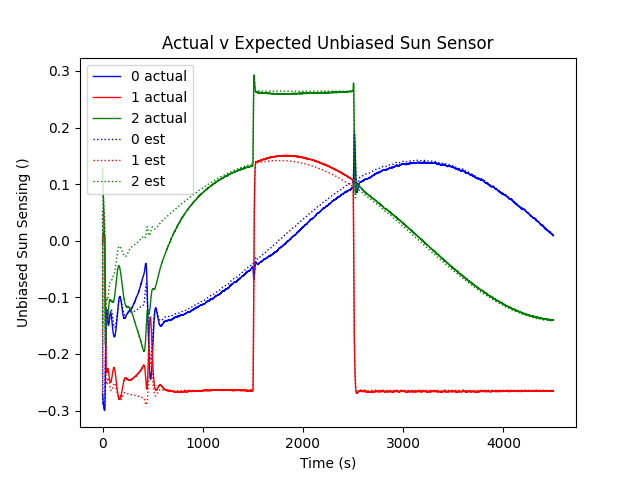 Actual v Expected Unbiased Sun Sensor
Unbiased Sun Sensing ()
0.3
0.2
0.1
0.0
−0.1
−0.2
−0.3
0 actual
1 actual
2 actual
0 est
1 est
2 est
0 1000 2000 3000 4000
Time (s)